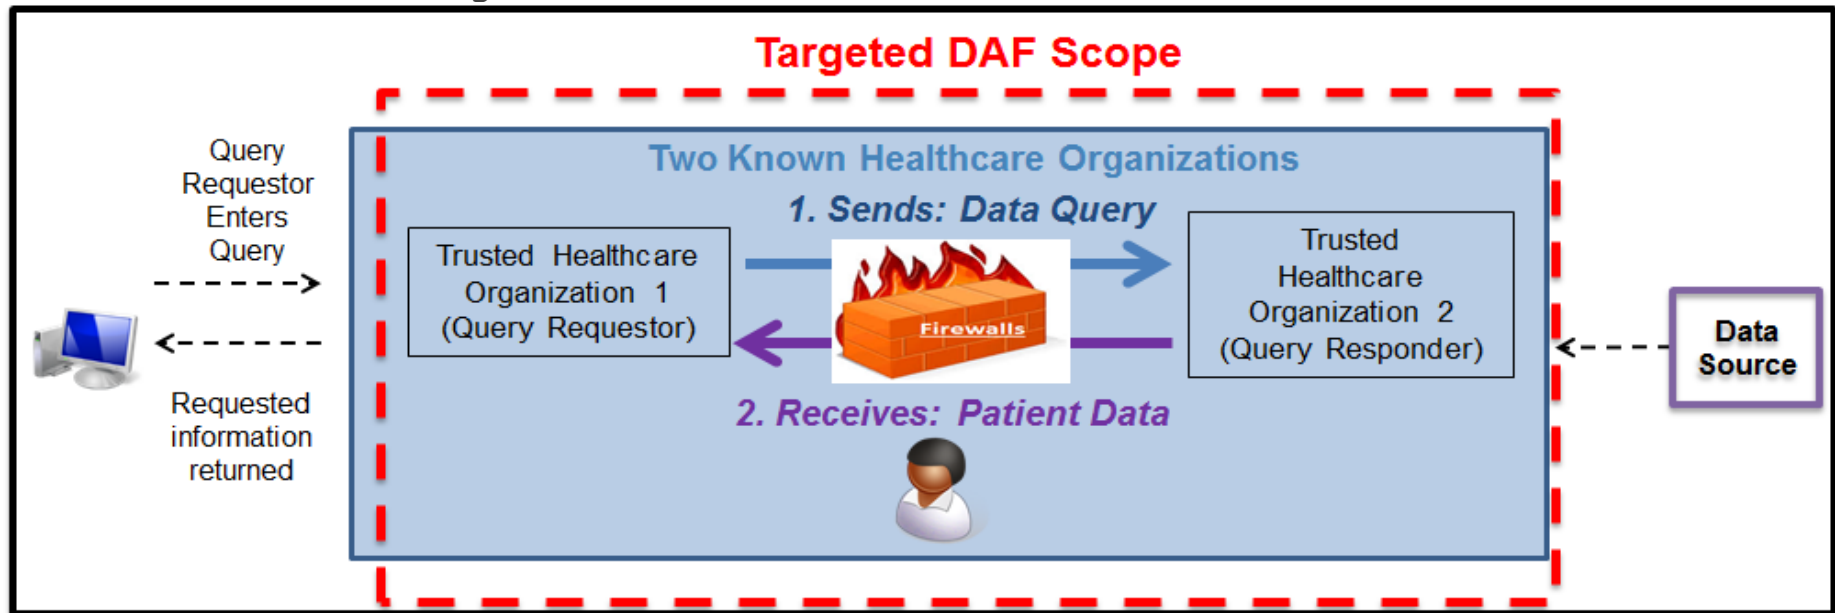 Targeted DAF Scope
Query
Requestor
Enters
Query
Two Known Healthcare Organizations
1. Sends: Data Query
Trusted Healthcare
Organization 1
(Query Requestor)
Firewalls
Trusted
Healthcare
Organization 2
(Query Responder)
Data
Source
Requested
information
returned
2. Receives: Patient Data